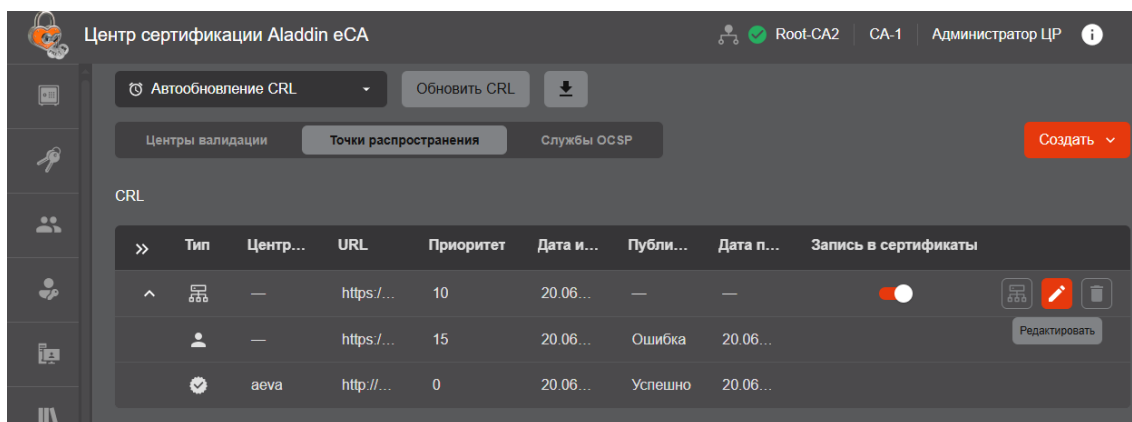 Центр сертификации Aladdin eCA Root-CA2 CA-1 Администратор ЦР
Автообновление CRL Обновить CRL
Центры валидации Точки распространения Службы OCSP Создать
CRL
Тип Центр... URL Приоритет Дата и... Публи... Дата п... Запись в сертификаты
— https:/... 10 20.06... — —
— https:/... 15 20.06... Ошибка 20.06... Редактировать
aeva http://... 0 20.06... Успешно 20.06...